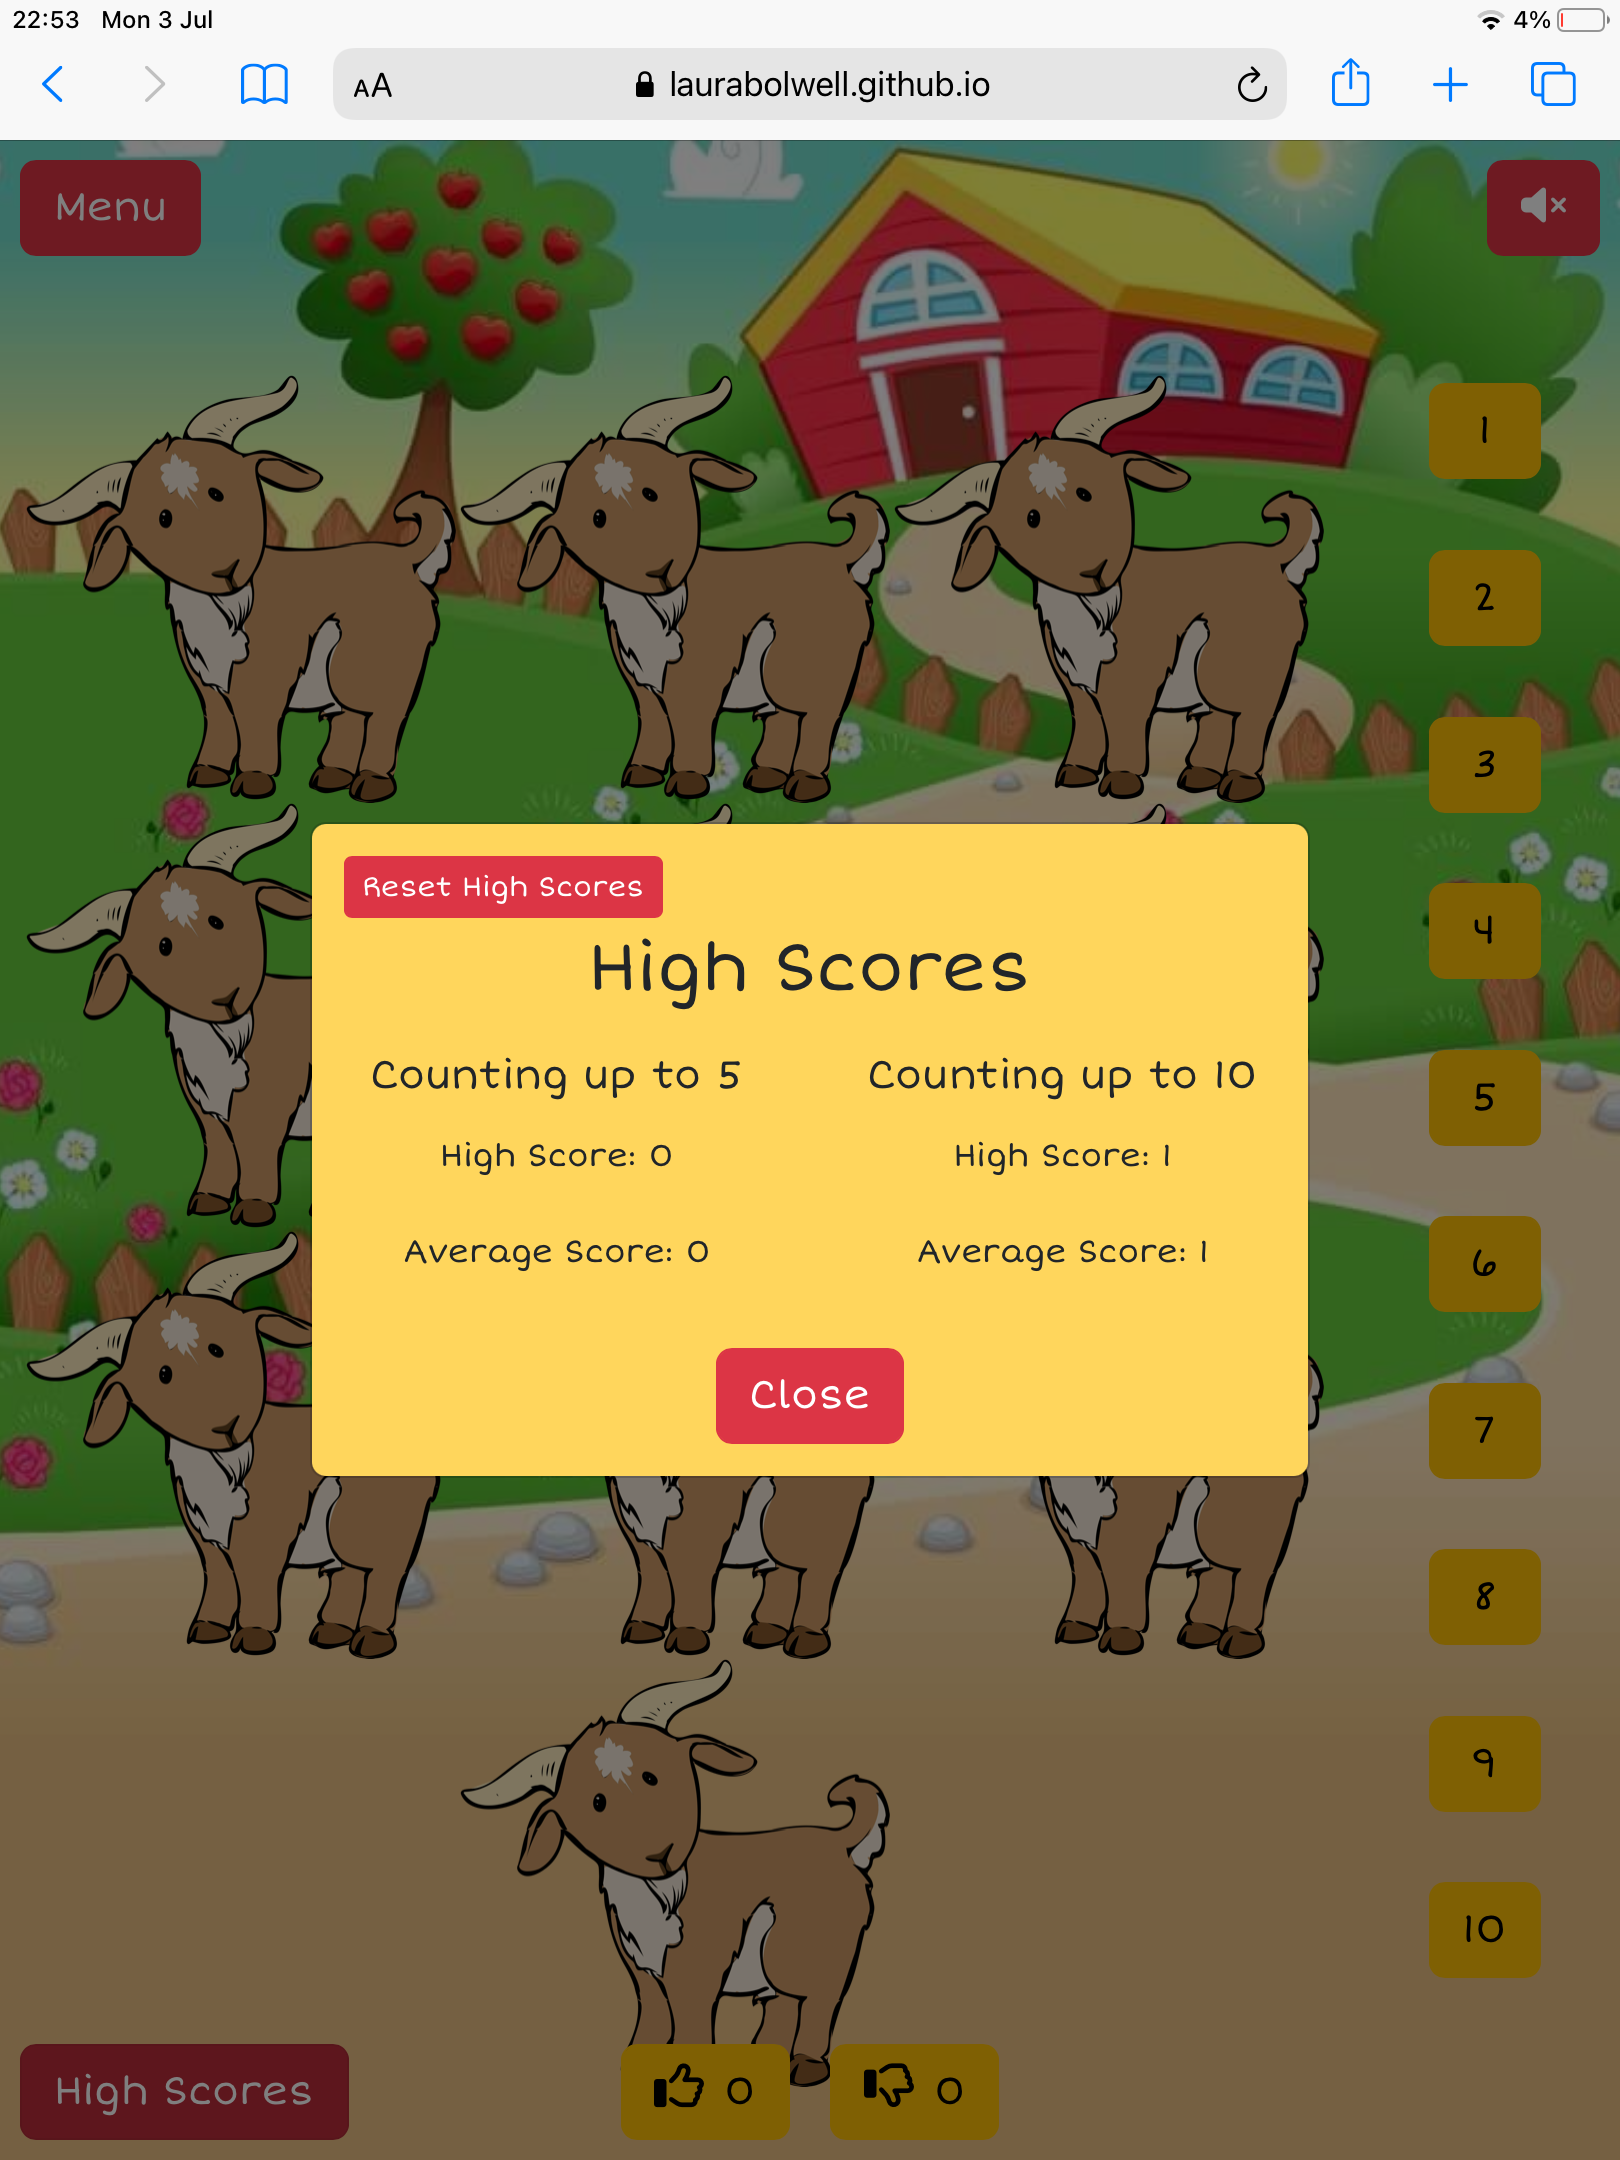 22:53 Mon 3 Jul 4%
AA laurabolwell.github.io
Menu
1
2
3
Reset High Scores
4
High Scores
Counting up to 5 Counting up to 10
5
High Score: 0 High Score: 1
Average Score: 0 Average Score: 1
6
Close
7
8
9
10
High Scores 0 0